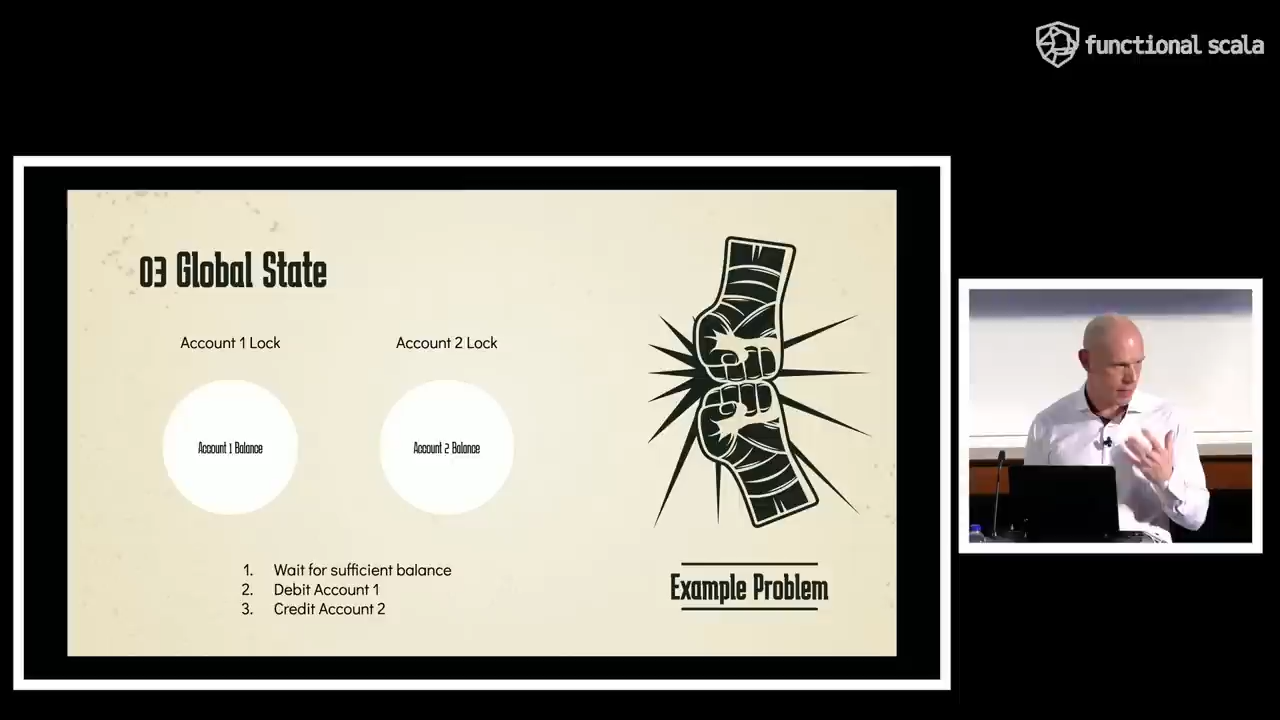 functional scala
03 Global State
Account 1 Lock
Account 2 Lock
Account 1 Balance
Account 2 Balance
1. Wait for sufficient balance
2. Debit Account 1
3. Credit Account 2
Example Problem